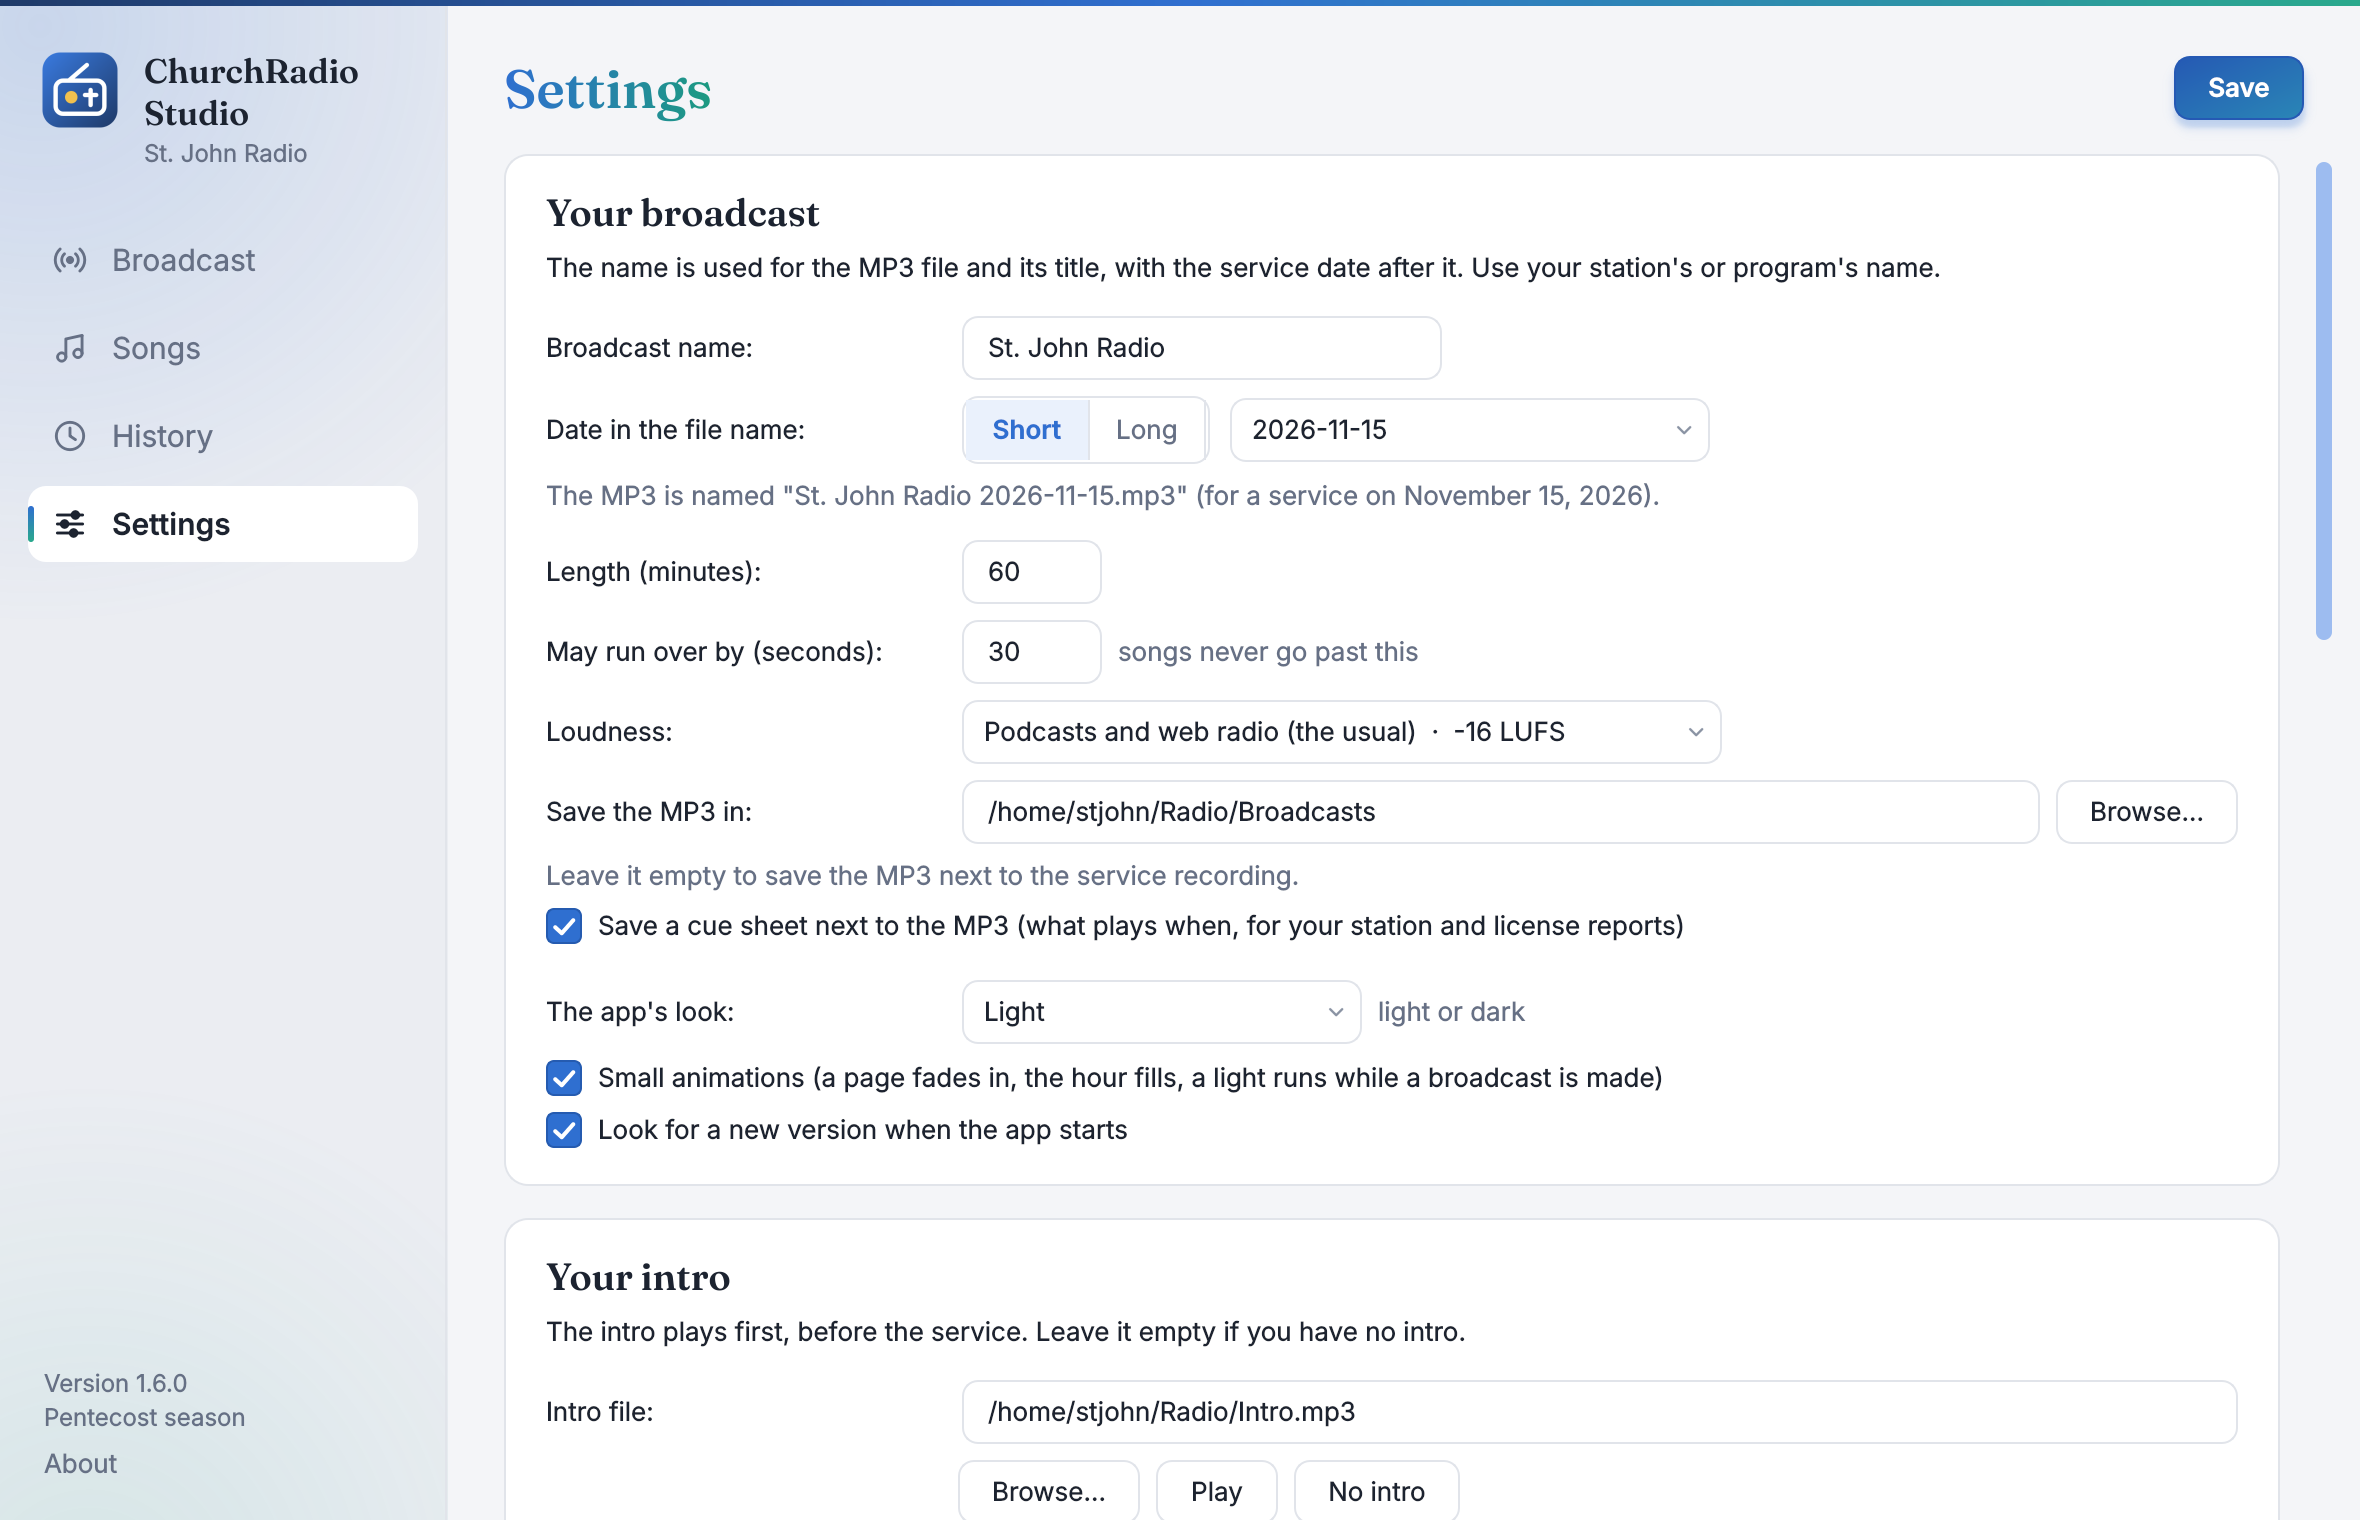 ChurchRadio
Studio
St. John Radio
Broadcast
Songs
History
Settings
Version 1.6.0
Pentecost season
About
Settings
Save
Your broadcast
The name is used for the MP3 file and its title, with the service date after it. Use your station's or program's name.
Broadcast name: St. John Radio
Date in the file name: Short Long 2026-11-15
The MP3 is named "St. John Radio 2026-11-15.mp3" (for a service on November 15, 2026).
Length (minutes): 60
May run over by (seconds): 30 songs never go past this
Loudness: Podcasts and web radio (the usual) · -16 LUFS
Save the MP3 in: /home/stjohn/Radio/Broadcasts Browse...
Leave it empty to save the MP3 next to the service recording.
Save a cue sheet next to the MP3 (what plays when, for your station and license reports)
The app's look: Light light or dark
Small animations (a page fades in, the hour fills, a light runs while a broadcast is made)
Look for a new version when the app starts
Your intro
The intro plays first, before the service. Leave it empty if you have no intro.
Intro file: /home/stjohn/Radio/Intro.mp3
Browse... Play No intro